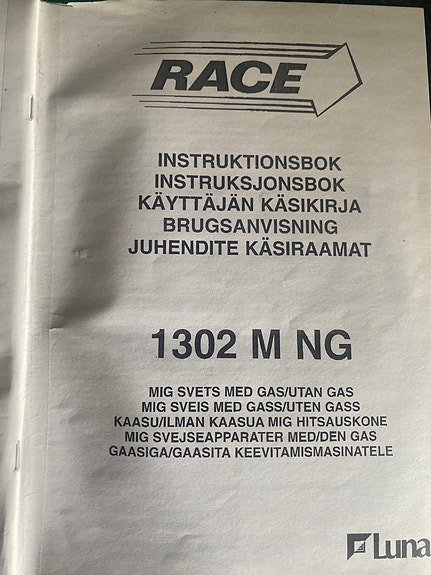 RACE
INSTRUKTIONSBOK
INSTRUKSJONSBOK
KÄYTTÄJÄN KÄSIKIRJA
BRUGSANVISNING
JUHENDITE KÄSIRAAMAT
1302 M NG
MIG SVETS MED GAS/UTAN GAS
MIG SVEIS MED GASS/UTEN GASS
KAASU/ILMAN KAASUA MIG HITSAUSKONE
MIG SVEJSEAPPARATER MED/DEN GAS
GAASIGA/GAASITA KEEVITAMISMASINATELE
Luna